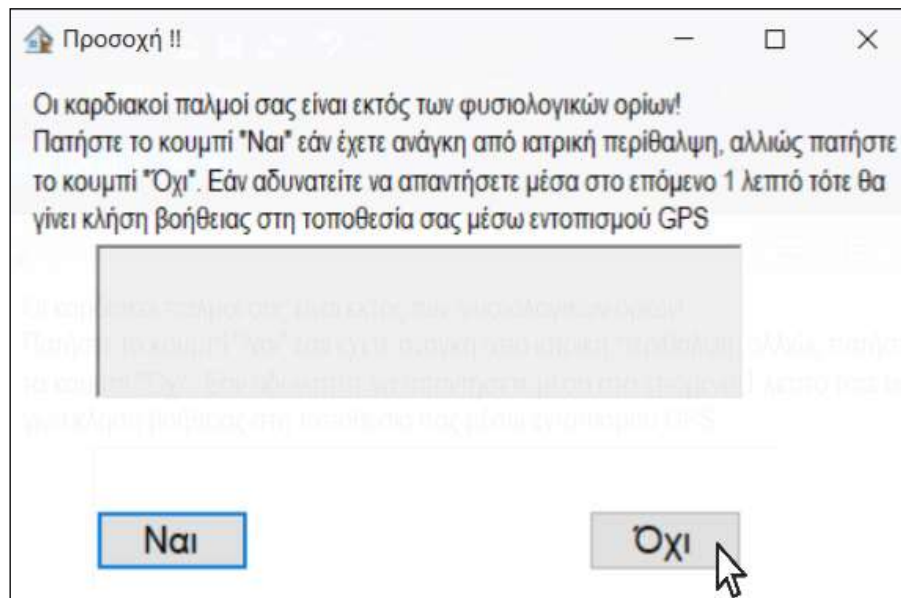 Προσοχή !!
Οι καρδιακοί παλμοί σας είναι εκτός των φυσιολογικών ορίων!
Πατήστε το κουμπί "Ναι" εάν έχετε ανάγκη από ιατρική περίθαλψη, αλλιώς πατήστε
το κουμπί "Όχι". Εάν αδυνατείτε να απαντήσετε μέσα στο επόμενο 1 λεπτό τότε θα
γίνει κλήση βοήθειας στη τοποθεσία σας μέσω εντοπισμού GPS
Ναι
Όχι